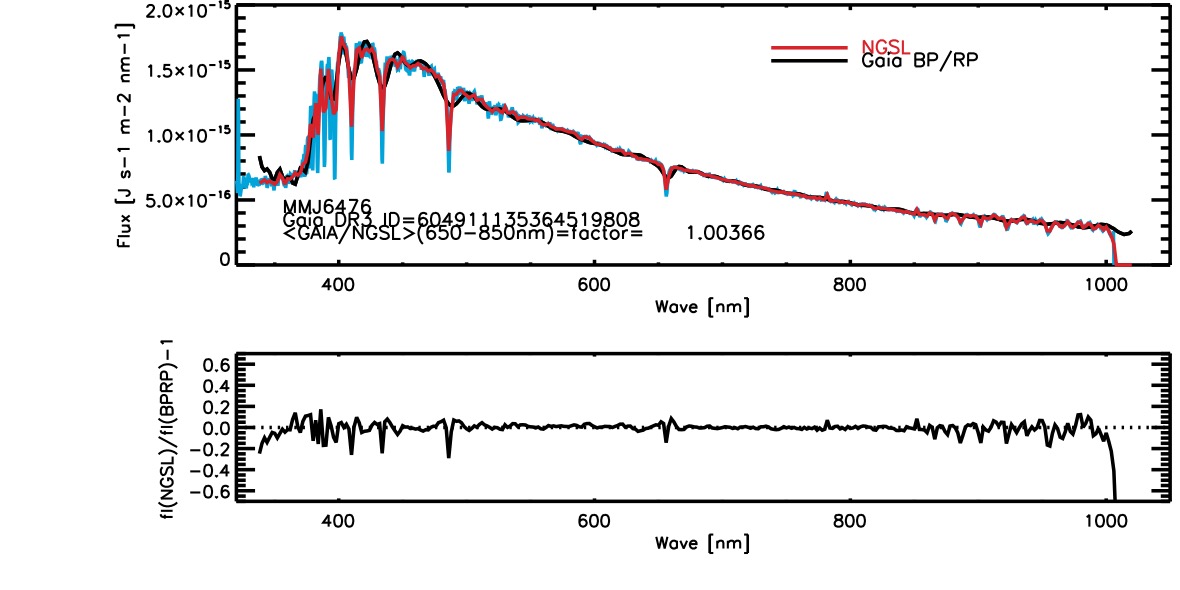 2.0×10−15
1.5×10−15
1.0×10−15
5.0×10−16
0
Flux [J s−1 m−2 nm−1]
NGSL
Gaia BP/RP
MMJ6476
Gaia DR3 ID=6049111135364519808
<GAIA/NGSL>(650−850nm)=factor= 1.00366
400 600 800 1000
Wave [nm]
fl(NGSL)/fl(BPRP)−1
0.6
0.4
0.2
0.0
−0.2
−0.4
−0.6
400 600 800 1000
Wave [nm]